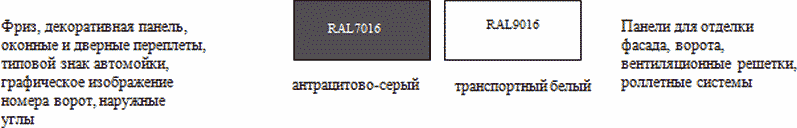 Фриз, декоративная панель,
оконные и дверные переплеты,
типовой знак автомойки,
графическое изображение
номера ворот, наружные
углы
RAL7016
антрацитово-серый
RAL9016
транспортный белый
Панели для отделки
фасада, ворота,
вентиляционные решетки,
роллетные системы